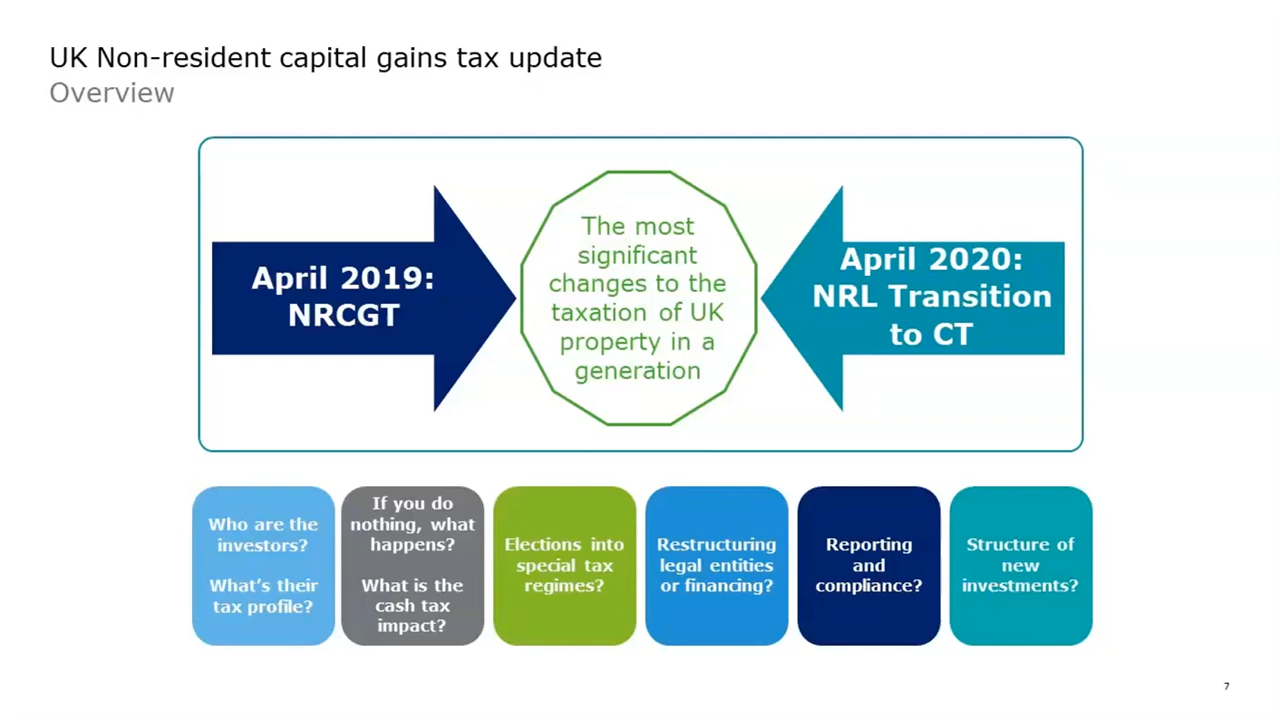 UK Non-resident capital gains tax update
Overview
April 2019:
NRCGT
The most
significant
changes to the
taxation of UK
property in a
generation
April 2020:
NRL Transition
to CT
Who are the
investors?
What's their
tax profile?
If you do
nothing, what
happens?
What is the
cash tax
impact?
Elections into
special tax
regimes?
Restructuring
legal entities
or financing?
Reporting
and
compliance?
Structure of
new
investments?
7